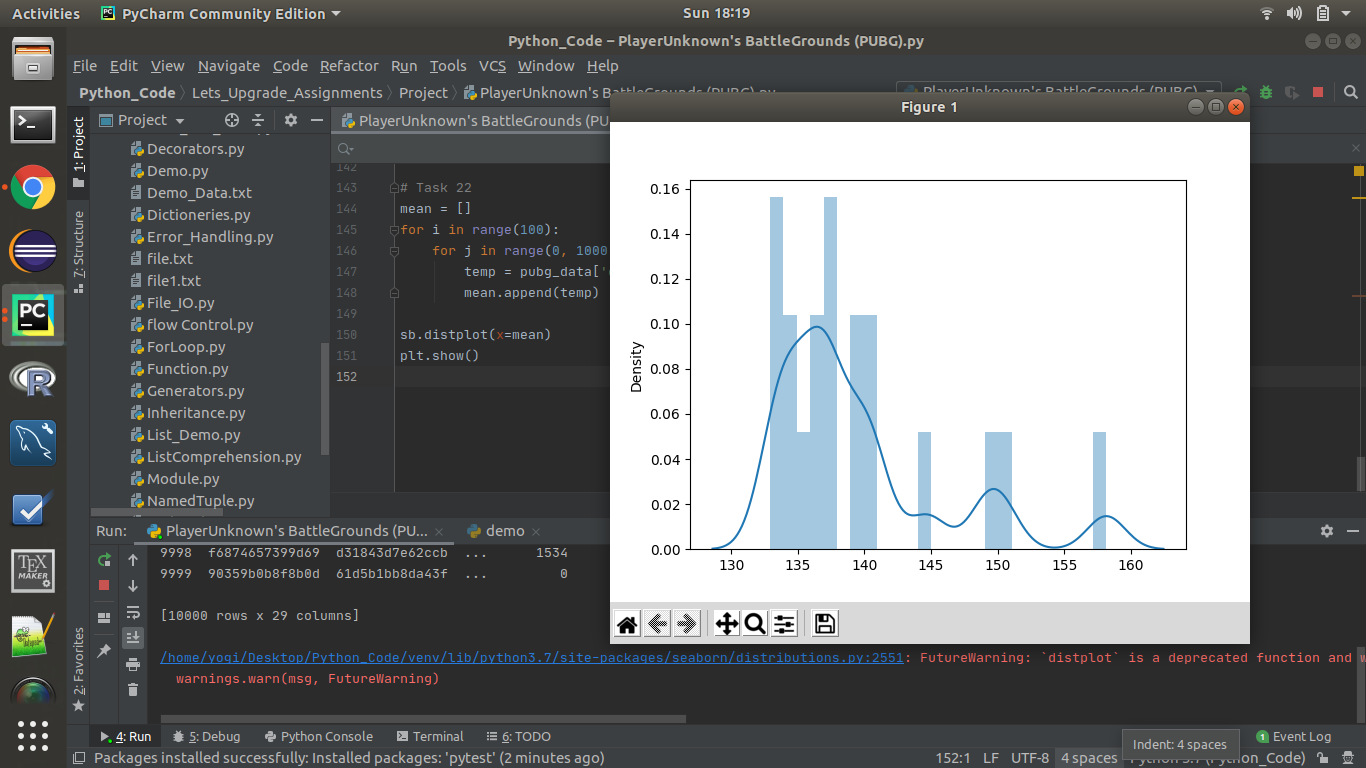 Activities PyCharm Community Edition Sun 18:19
Python_Code – PlayerUnknown's BattleGrounds (PUBG).py
File Edit View Navigate Code Refactor Run Tools VCS Window Help
Python_Code Lets_Upgrade_Assignments Project PlayerUnknown's BattleGrounds (PUBG).py PlayerUnknown's BattleGrounds (PUBG)
Figure 1
Project PlayerUnknown's BattleGrounds (PU
1: Project
7: Structure
2: Favorites
Decorators.py
Demo.py
Demo_Data.txt
Dictioneries.py
Error_Handling.py
file.txt
file1.txt
File_IO.py
flow Control.py
ForLoop.py
Function.py
Generators.py
Inheritance.py
List_Demo.py
ListComprehension.py
Module.py
NamedTuple.py
142
143 # Task 22
144 mean = []
145 for i in range(100):
146 for j in range(0, 1000
147 temp = pubg_data['
148 mean.append(temp)
149
150 sb.distplot(x=mean)
151 plt.show()
152
Density
0.16
0.14
0.12
0.10
0.08
0.06
0.04
0.02
0.00
130 135 140 145 150 155 160
Run: PlayerUnknown's BattleGrounds (PU... demo
9998 f6874657399d69 d31843d7e62ccb ... 1534
9999 90359b0b8f8b0d 61d5b1bb8da43f ... 0
[10000 rows x 29 columns]
/home/yogi/Desktop/Python_Code/venv/lib/python3.7/site-packages/seaborn/distributions.py:2551: FutureWarning: `distplot` is a deprecated function and w
warnings.warn(msg, FutureWarning)
4: Run 5: Debug Python Console Terminal 6: TODO 1 Event Log
Indent: 4 spaces
Packages installed successfully: Installed packages: 'pytest' (2 minutes ago) 152:1 LF UTF-8 4 spaces Python 3.7 (Python_Code)
PC
R
TEX
MAKER